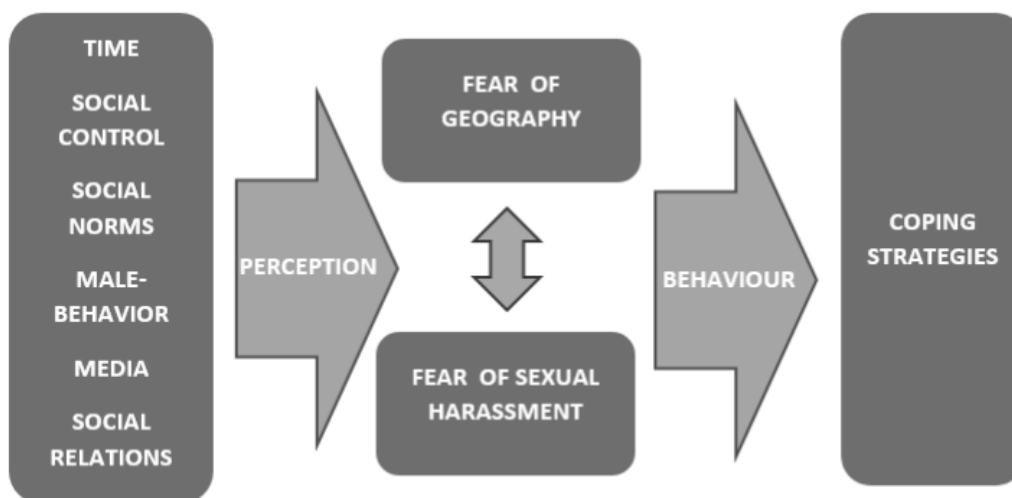 TIME
SOCIAL
CONTROL
SOCIAL
NORMS
MALE-
BEHAVIOR
MEDIA
SOCIAL
RELATIONS
PERCEPTION
FEAR OF
GEOGRAPHY
FEAR OF SEXUAL
HARASSMENT
BEHAVIOUR
COPING
STRATEGIES